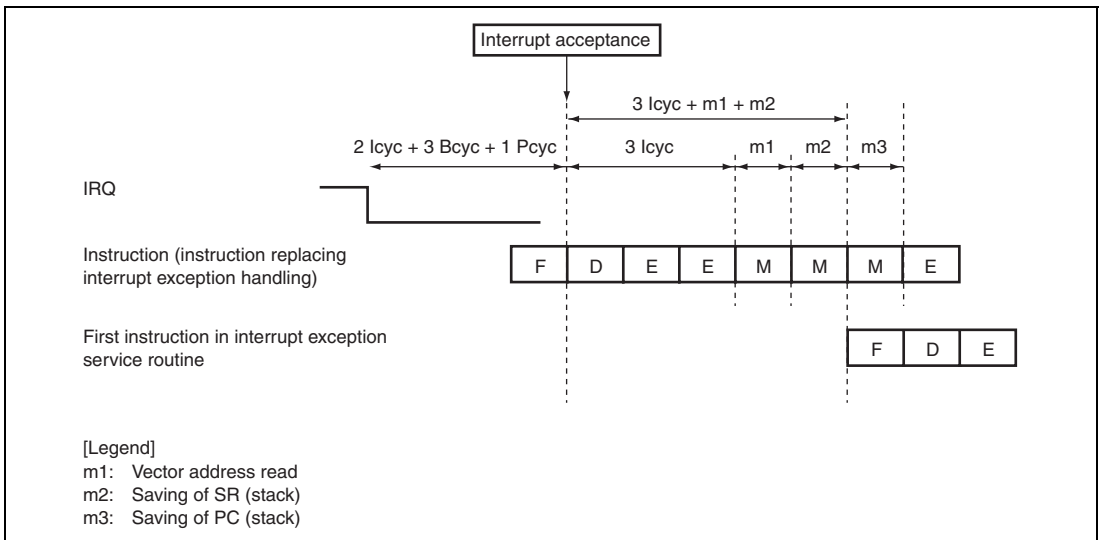 Interrupt acceptance
3 Icyc + m1 + m2
2 Icyc + 3 Bcyc + 1 Pcyc
3 Icyc
m1
m2
m3
IRQ
Instruction (instruction replacing
interrupt exception handling)
F D E E M M M E
First instruction in interrupt exception
service routine
F D E
[Legend]
m1: Vector address read
m2: Saving of SR (stack)
m3: Saving of PC (stack)